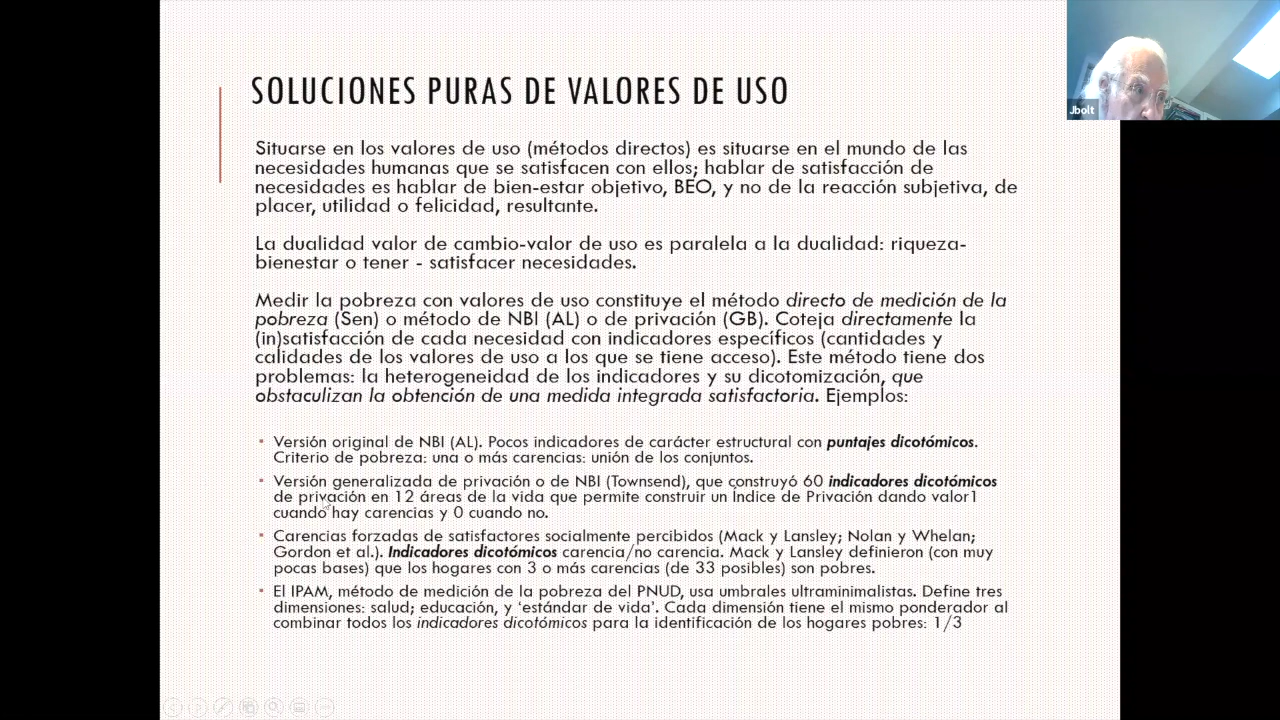 SOLUCIONES PURAS DE VALORES DE USO
Jbolt
Situarse en los valores de uso (métodos directos) es situarse en el mundo de las
necesidades humanas que se satisfacen con ellos; hablar de satisfacción de
necesidades es hablar de bien-estar objetivo, BEO, y no de la reacción subjetiva, de
placer, utilidad o felicidad, resultante.
La dualidad valor de cambio-valor de uso es paralela a la dualidad: riqueza-
bienestar o tener - satisfacer necesidades.
Medir la pobreza con valores de uso constituye el método directo de medición de la
pobreza (Sen) o método de NBI (AL) o de privación (GB). Coteja directamente la
(in)satisfacción de cada necesidad con indicadores específicos (cantidades y
calidades de los valores de uso a los que se tiene acceso). Este método tiene dos
problemas: la heterogeneidad de los indicadores y su dicotomización, que
obstaculizan la obtención de una medida integrada satisfactoria. Ejemplos:
▪ Versión original de NBI (AL). Pocos indicadores de carácter estructural con puntajes dicotómicos.
Criterio de pobreza: una o más carencias: unión de los conjuntos.
▪ Versión generalizada de privación o de NBI (Townsend), que construyó 60 indicadores dicotómicos
de privación en 12 áreas de la vida que permite construir un Índice de Privación dando valor1
cuando hay carencias y 0 cuando no.
▪ Carencias forzadas de satisfactores socialmente percibidos (Mack y Lansley; Nolan y Whelan;
Gordon et al.). Indicadores dicotómicos carencia/no carencia. Mack y Lansley definieron (con muy
pocas bases) que los hogares con 3 o más carencias (de 33 posibles) son pobres.
▪ El IPAM, método de medición de la pobreza del PNUD, usa umbrales ultraminimalistas. Define tres
dimensiones: salud; educación, y ‘estándar de vida’. Cada dimensión tiene el mismo ponderador al
combinar todos los indicadores dicotómicos para la identificación de los hogares pobres: 1/3